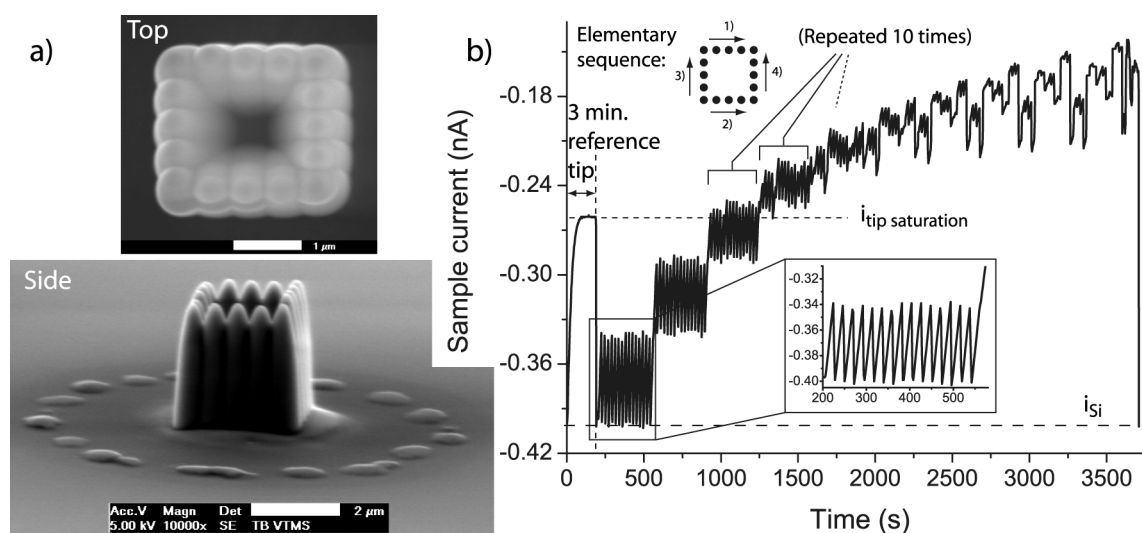 a)
Top
1 μm
Side
Acc.V Magn Det 2 μm
5.00 kV 10000x SE TB VTMS
b)
Elementary
sequence:
1)
2)
3)
4)
(Repeated 10 times)
3 min.
reference
tip
i tip saturation
i Si
Sample current (nA)
-0.18
-0.24
-0.30
-0.36
-0.42
0 500 1000 1500 2000 2500 3000 3500
Time (s)
-0.32
-0.34
-0.36
-0.38
-0.40
200 300 400 500